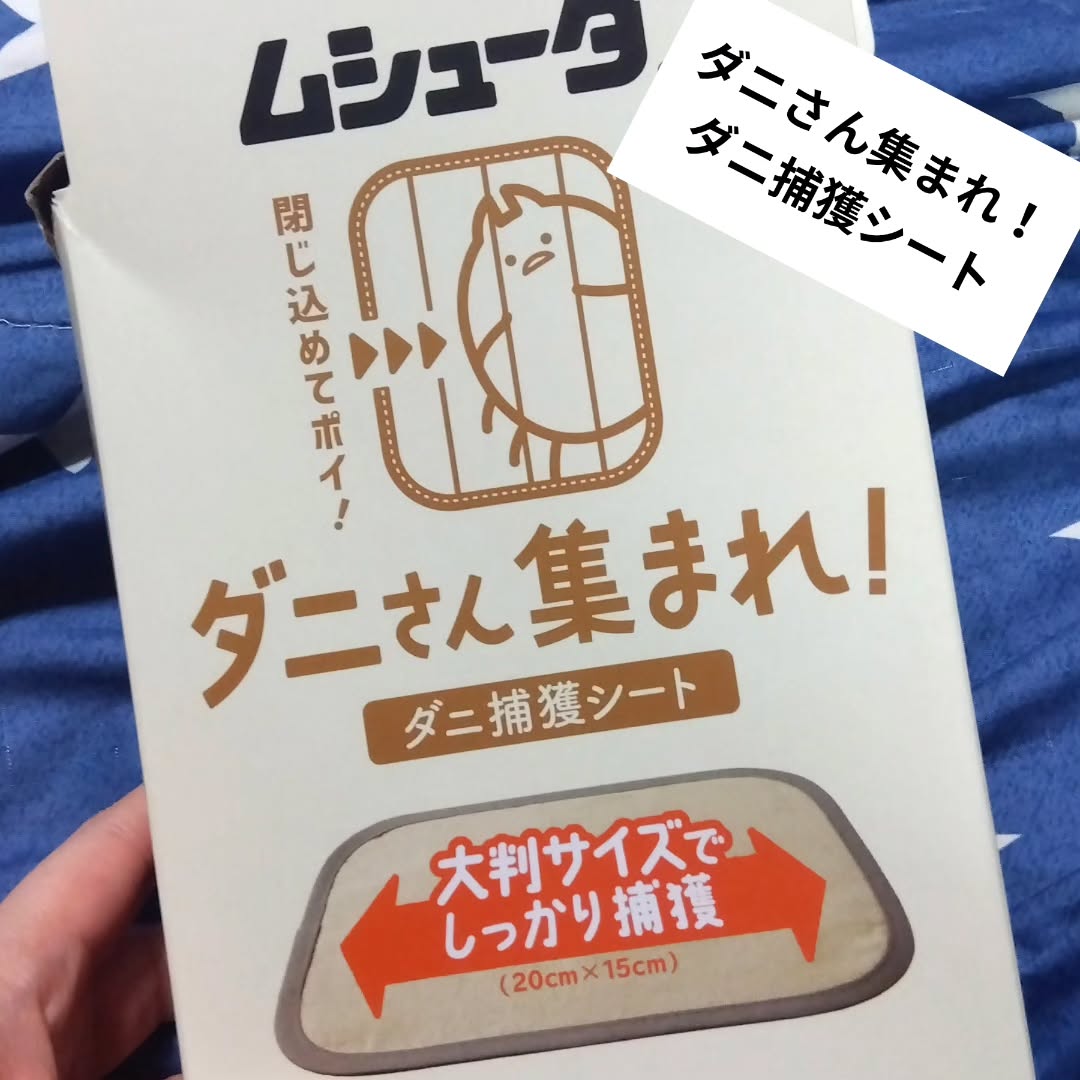 ムシューダ
ダニさん集まれ！
ダニ捕獲シート
閉じ込めてポイ！
ダニさん集まれ！
ダニ捕獲シート
大判サイズで
しっかり捕獲
(20cm×15cm)